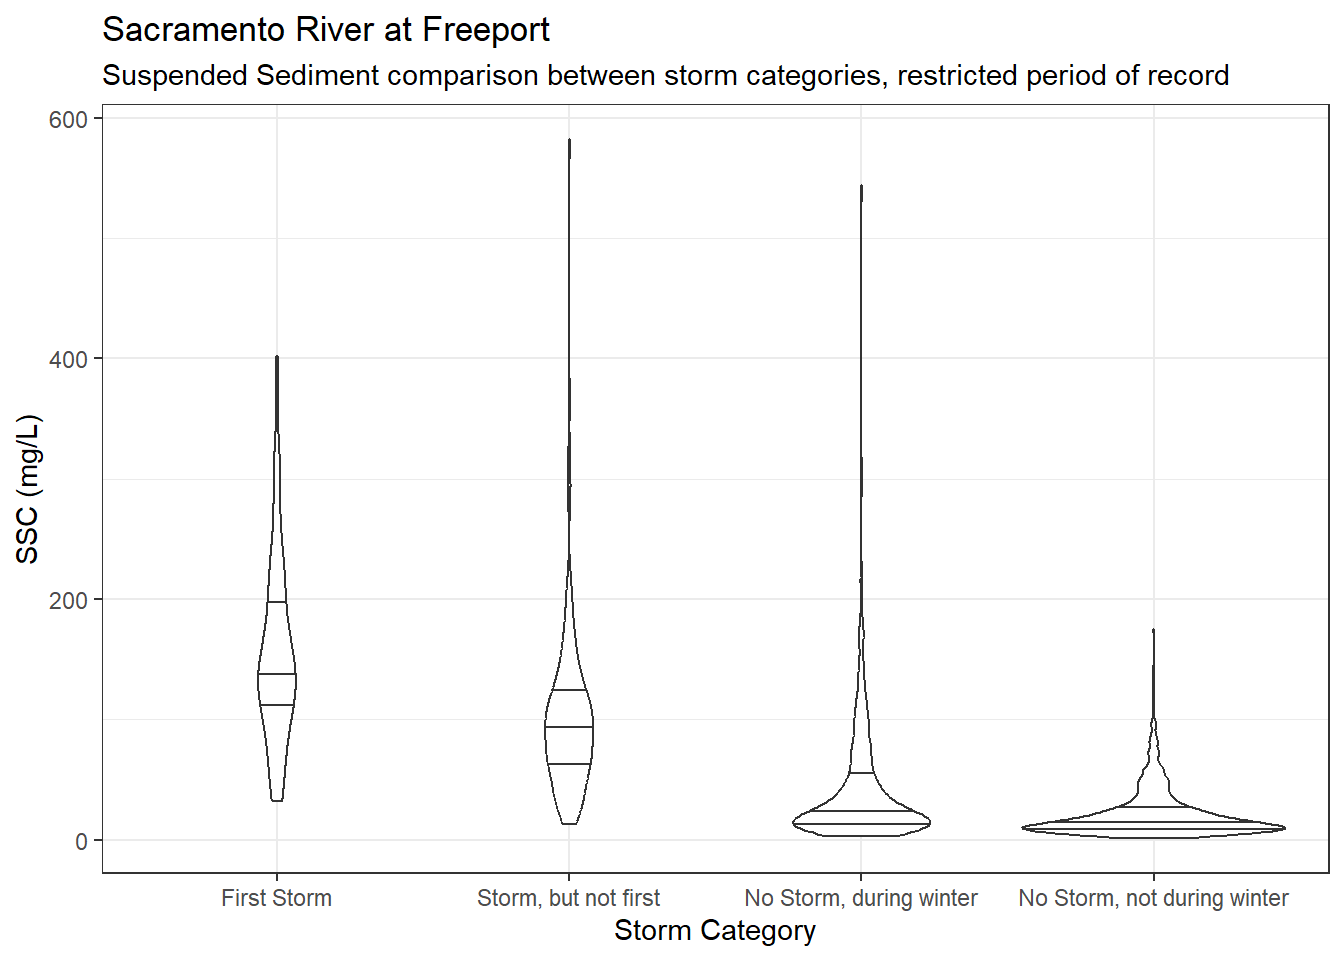 Sacramento River at Freeport
Suspended Sediment comparison between storm categories, restricted period of record
600
400
200
0
SSC (mg/L)
First Storm
Storm, but not first
No Storm, during winter
No Storm, not during winter
Storm Category